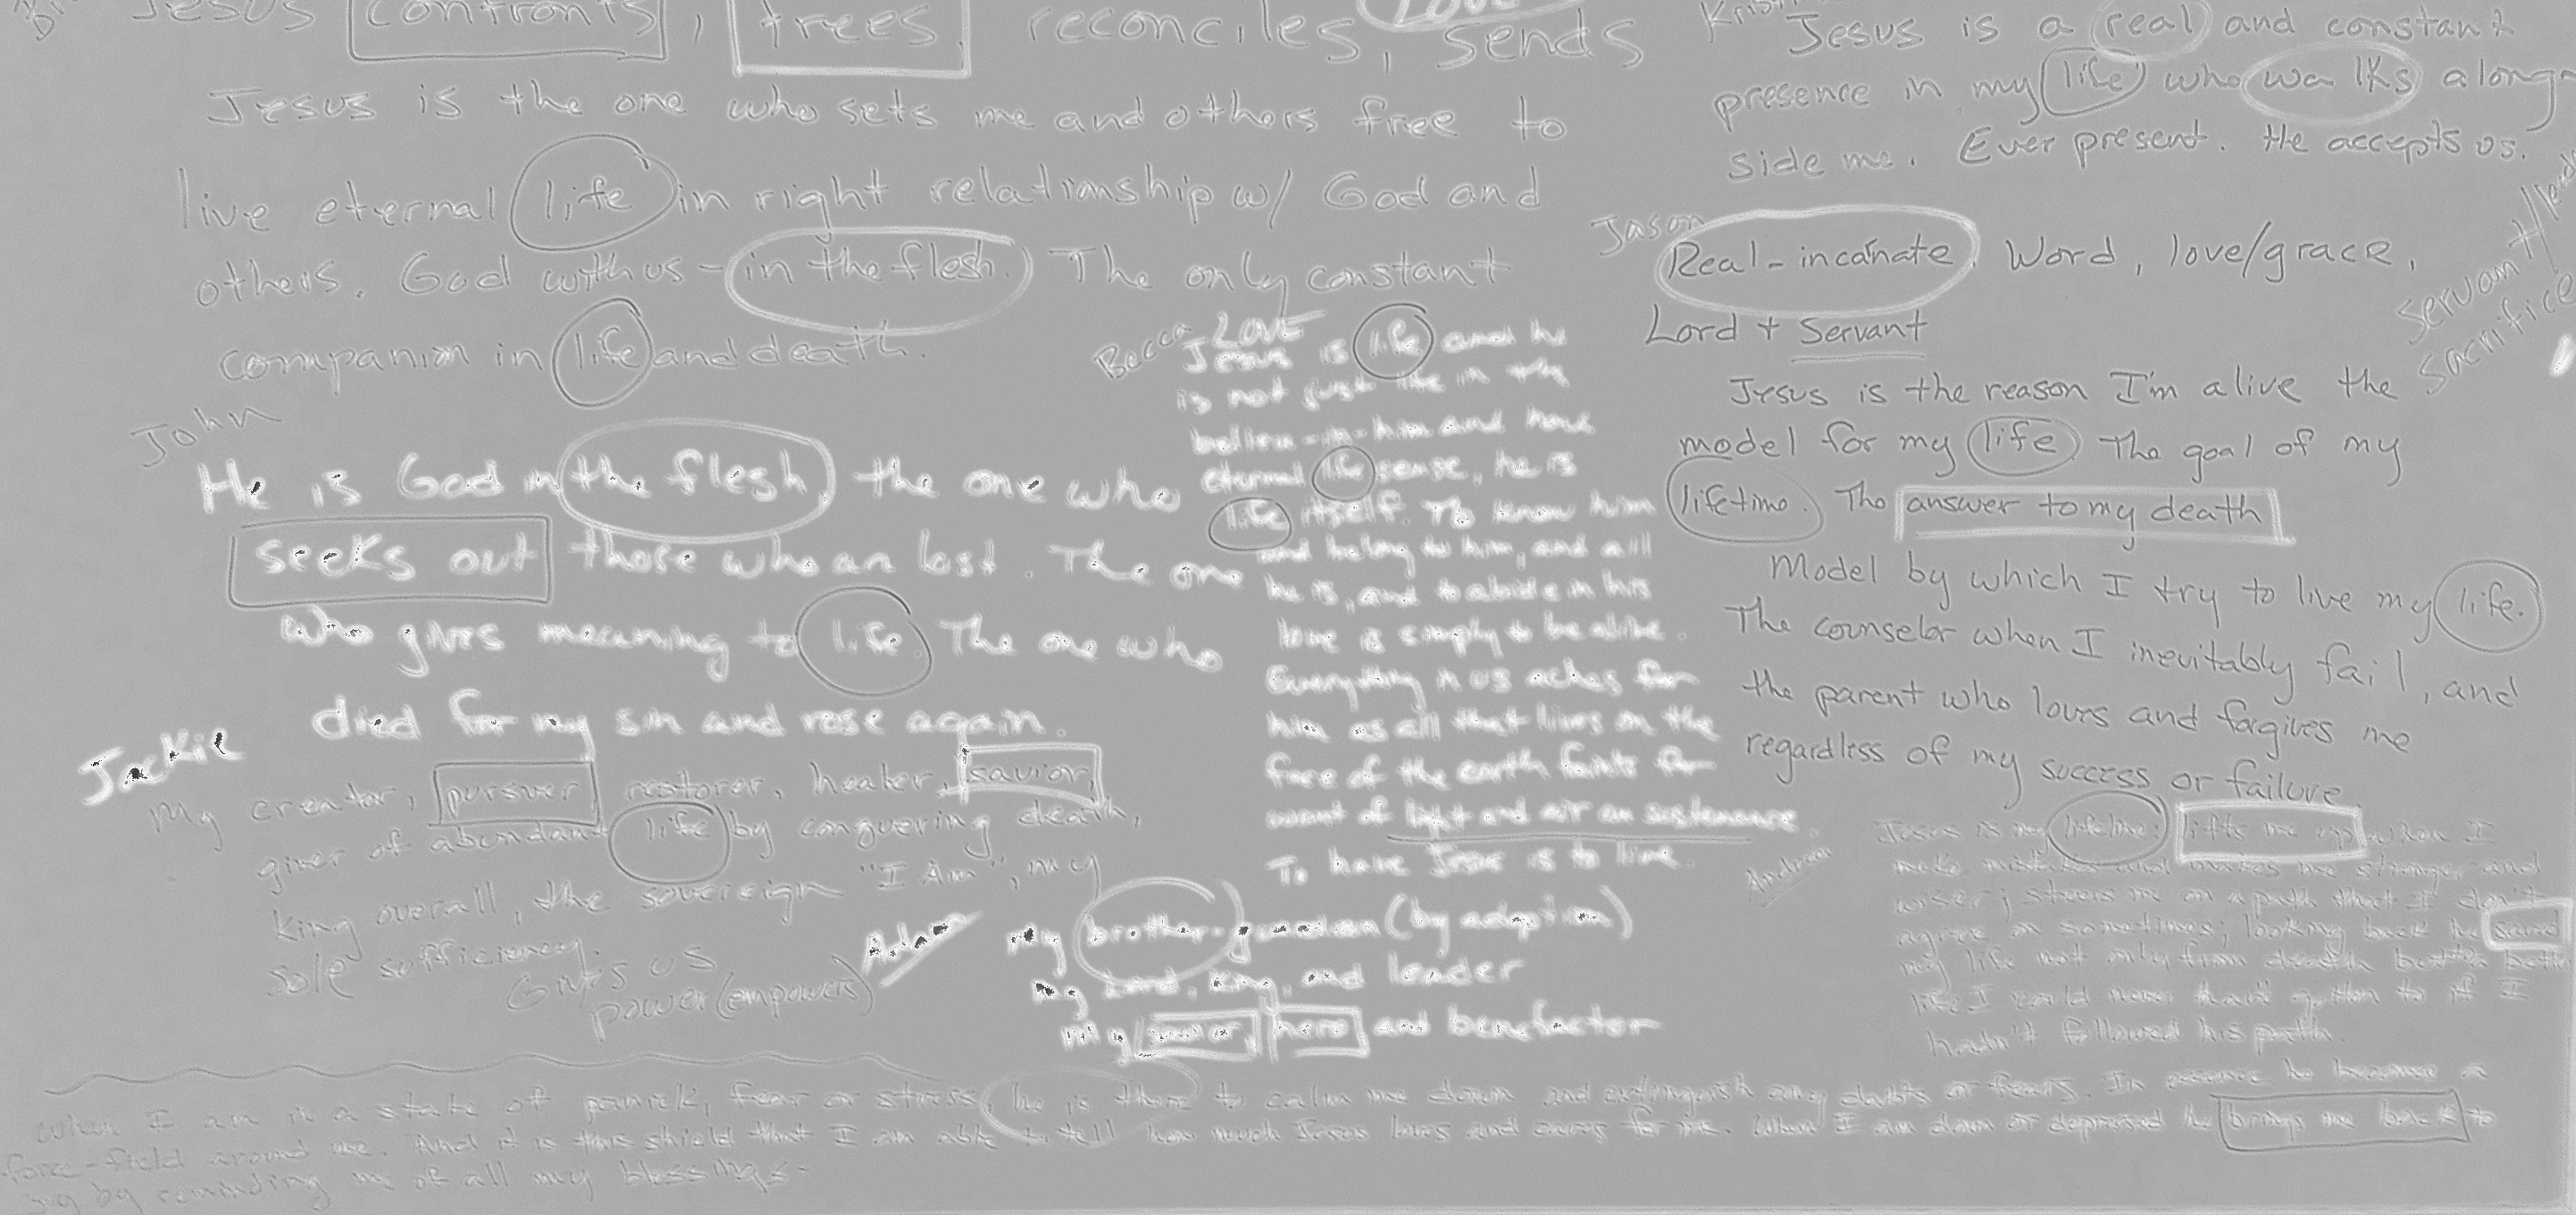 Jesus confronts, frees reconciles, sends
Love
Jesus is the one who sets me and others free to
live eternal life in right relationship w/ God and
others. God with us - in the flesh. The only constant
companion in life and death.
John
He is God in the flesh, the one who
seeks out those who are lost. The one
who gives meaning to life. The one who
died for my sin and rose again.
Jackie
My creator, pursuer, restorer, healer, savior,
giver of abundant life by conquering death,
King overall, the sovereign "I Am", my
sole sufficiency.
Gives us
power (empowers)
Becca
LOVE
Jesus is life and he
is not just life in the
believe-in-him and have
eternal life sense, he is
life itself. To know him
and belong to him, and all
he is, and to abide in his
love is simply to be alive.
Everything in us aches for
him as all that lives on the
face of the earth faints for
want of light and air an sustenance.
To have Jesus is to live.
Adam
My brother-guardian (by adoption)
My Lord, King, and leader
My savior, hero and benefactor
Jesus is a real and constant
presence in my life who walks along
side me. Ever present. He accepts us.
Jason
Real - incarnate, Word, love/grace,
Lord + Servant
Servant
Sacrifice
Jesus is the reason I'm alive the
model for my life. The goal of my
lifetime. The answer to my death
Model by which I try to live my life.
The counselor when I inevitably fail, and
the parent who loves and forgives me
regardless of my success or failure.
Andrew
Jesus is my lifeline; lifts me up when I
make mistakes and makes me stronger and
wiser; steers me on a path that I don't
agree on sometimes; looking back he saved
my life not only from death but a better
life I could never have gotten to if I
hadn't followed his path.
When I am in a state of panick, fear or stress, he is there to calm me down and extinguish any doubts or fears. In essence he becomes a
force-field around me. And it is this shield that I am able to tell how much Jesus loves and cares for me. When I am down or depressed he brings me back to
joy by reminding me of all my blessings-